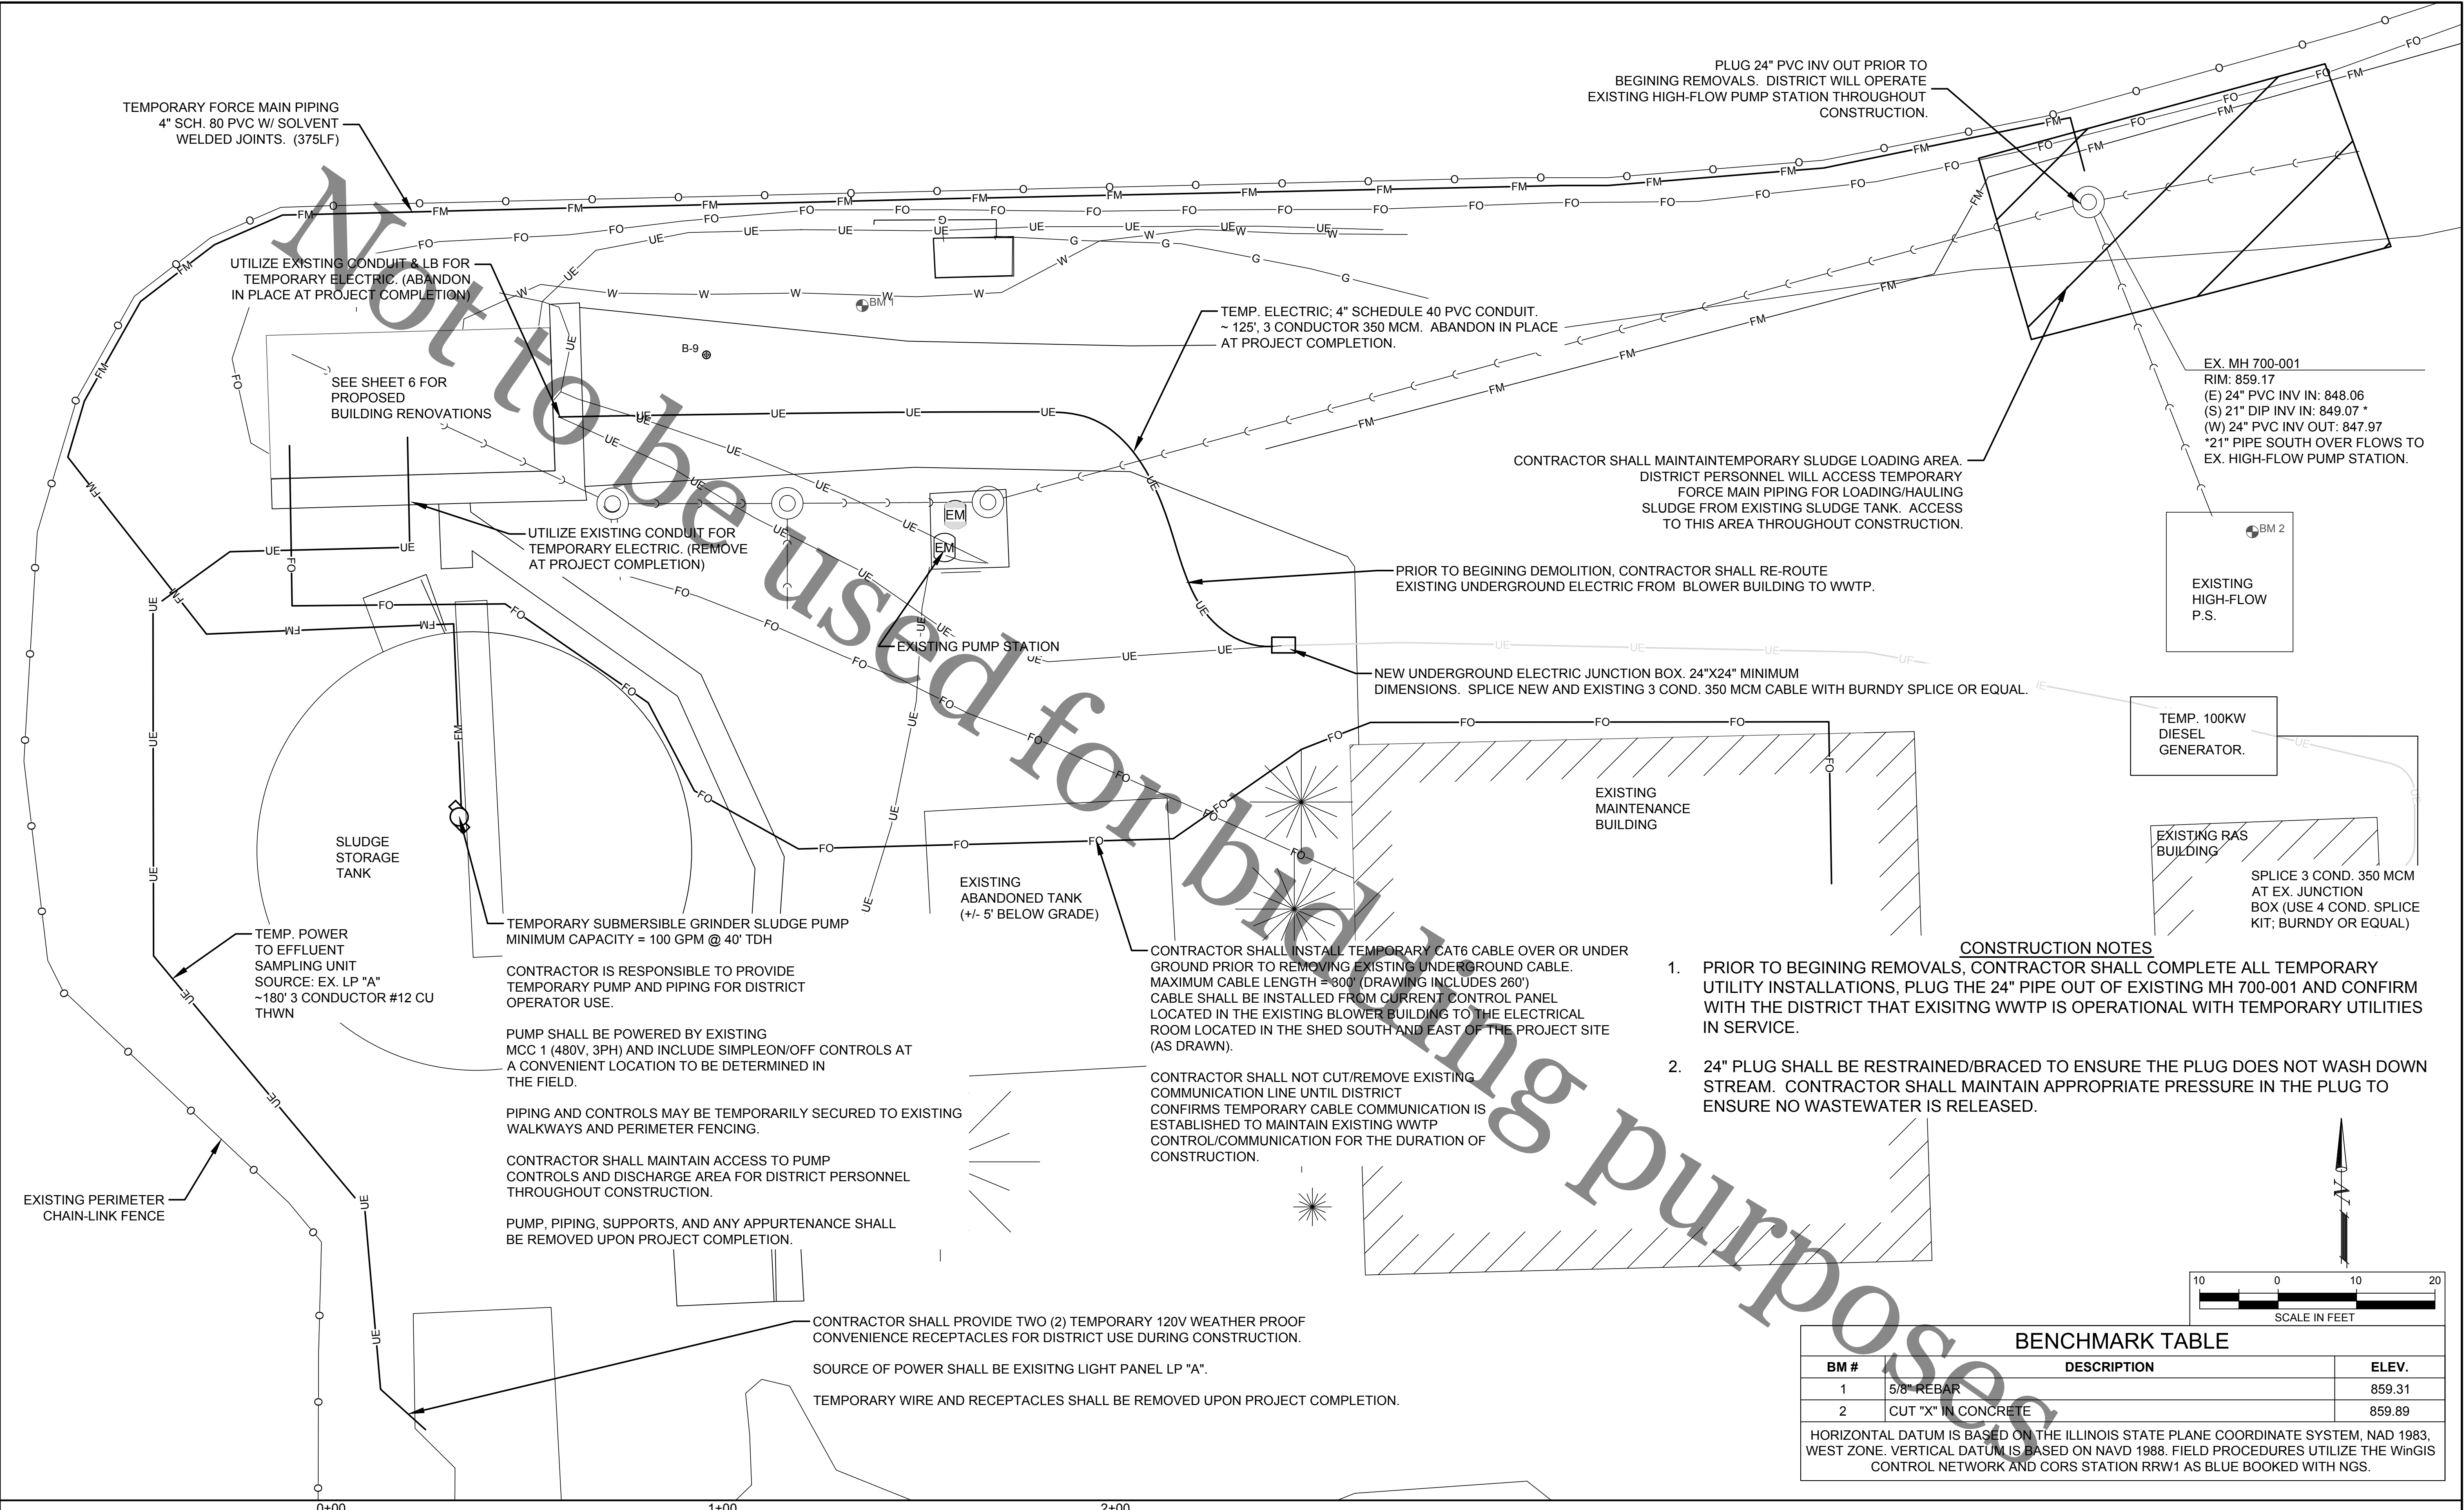 PLUG 24" PVC INV OUT PRIOR TO
BEGINING REMOVALS. DISTRICT WILL OPERATE
EXISTING HIGH-FLOW PUMP STATION THROUGHOUT
CONSTRUCTION.
TEMPORARY FORCE MAIN PIPING
4" SCH. 80 PVC W/ SOLVENT
WELDED JOINTS. (375LF)
UTILIZE EXISTING CONDUIT & LB FOR
TEMPORARY ELECTRIC. (ABANDON
IN PLACE AT PROJECT COMPLETION)
BM 1
B-9
TEMP. ELECTRIC; 4" SCHEDULE 40 PVC CONDUIT.
~ 125', 3 CONDUCTOR 350 MCM. ABANDON IN PLACE
AT PROJECT COMPLETION.
SEE SHEET 6 FOR
PROPOSED
BUILDING RENOVATIONS
EX. MH 700-001
RIM: 859.17
(E) 24" PVC INV IN: 848.06
(S) 21" DIP INV IN: 849.07 *
(W) 24" PVC INV OUT: 847.97
*21" PIPE SOUTH OVER FLOWS TO
EX. HIGH-FLOW PUMP STATION.
CONTRACTOR SHALL MAINTAINTEMPORARY SLUDGE LOADING AREA.
DISTRICT PERSONNEL WILL ACCESS TEMPORARY
FORCE MAIN PIPING FOR LOADING/HAULING
SLUDGE FROM EXISTING SLUDGE TANK. ACCESS
TO THIS AREA THROUGHOUT CONSTRUCTION.
UTILIZE EXISTING CONDUIT FOR
TEMPORARY ELECTRIC. (REMOVE
AT PROJECT COMPLETION)
EM
EM
BM 2
EXISTING
HIGH-FLOW
P.S.
PRIOR TO BEGINING DEMOLITION, CONTRACTOR SHALL RE-ROUTE
EXISTING UNDERGROUND ELECTRIC FROM BLOWER BUILDING TO WWTP.
EXISTING PUMP STATION
NEW UNDERGROUND ELECTRIC JUNCTION BOX. 24"X24" MINIMUM
DIMENSIONS. SPLICE NEW AND EXISTING 3 COND. 350 MCM CABLE WITH BURNDY SPLICE OR EQUAL.
TEMP. 100KW
DIESEL
GENERATOR.
EXISTING
MAINTENANCE
BUILDING
EXISTING RAS
BUILDING
SPLICE 3 COND. 350 MCM
AT EX. JUNCTION
BOX (USE 4 COND. SPLICE
KIT; BURNDY OR EQUAL)
SLUDGE
STORAGE
TANK
EXISTING
ABANDONED TANK
(+/- 5' BELOW GRADE)
TEMP. POWER
TO EFFLUENT
SAMPLING UNIT
SOURCE: EX. LP "A"
~180' 3 CONDUCTOR #12 CU
THWN
TEMPORARY SUBMERSIBLE GRINDER SLUDGE PUMP
MINIMUM CAPACITY = 100 GPM @ 40' TDH
CONTRACTOR IS RESPONSIBLE TO PROVIDE
TEMPORARY PUMP AND PIPING FOR DISTRICT
OPERATOR USE.
PUMP SHALL BE POWERED BY EXISTING
MCC 1 (480V, 3PH) AND INCLUDE SIMPLEON/OFF CONTROLS AT
A CONVENIENT LOCATION TO BE DETERMINED IN
THE FIELD.
PIPING AND CONTROLS MAY BE TEMPORARILY SECURED TO EXISTING
WALKWAYS AND PERIMETER FENCING.
CONTRACTOR SHALL MAINTAIN ACCESS TO PUMP
CONTROLS AND DISCHARGE AREA FOR DISTRICT PERSONNEL
THROUGHOUT CONSTRUCTION.
PUMP, PIPING, SUPPORTS, AND ANY APPURTENANCE SHALL
BE REMOVED UPON PROJECT COMPLETION.
CONTRACTOR SHALL INSTALL TEMPORARY CAT6 CABLE OVER OR UNDER
GROUND PRIOR TO REMOVING EXISTING UNDERGROUND CABLE.
MAXIMUM CABLE LENGTH = 300' (DRAWING INCLUDES 260')
CABLE SHALL BE INSTALLED FROM CURRENT CONTROL PANEL
LOCATED IN THE EXISTING BLOWER BUILDING TO THE ELECTRICAL
ROOM LOCATED IN THE SHED SOUTH AND EAST OF THE PROJECT SITE
(AS DRAWN).
CONTRACTOR SHALL NOT CUT/REMOVE EXISTING
COMMUNICATION LINE UNTIL DISTRICT
CONFIRMS TEMPORARY CABLE COMMUNICATION IS
ESTABLISHED TO MAINTAIN EXISTING WWTP
CONTROL/COMMUNICATION FOR THE DURATION OF
CONSTRUCTION.
CONSTRUCTION NOTES
1. PRIOR TO BEGINING REMOVALS, CONTRACTOR SHALL COMPLETE ALL TEMPORARY
UTILITY INSTALLATIONS, PLUG THE 24" PIPE OUT OF EXISTING MH 700-001 AND CONFIRM
WITH THE DISTRICT THAT EXISITNG WWTP IS OPERATIONAL WITH TEMPORARY UTILITIES
IN SERVICE.
2. 24" PLUG SHALL BE RESTRAINED/BRACED TO ENSURE THE PLUG DOES NOT WASH DOWN
STREAM. CONTRACTOR SHALL MAINTAIN APPROPRIATE PRESSURE IN THE PLUG TO
ENSURE NO WASTEWATER IS RELEASED.
EXISTING PERIMETER
CHAIN-LINK FENCE
CONTRACTOR SHALL PROVIDE TWO (2) TEMPORARY 120V WEATHER PROOF
CONVENIENCE RECEPTACLES FOR DISTRICT USE DURING CONSTRUCTION.
SOURCE OF POWER SHALL BE EXISITNG LIGHT PANEL LP "A".
TEMPORARY WIRE AND RECEPTACLES SHALL BE REMOVED UPON PROJECT COMPLETION.
N
10 0 10 20
SCALE IN FEET
BENCHMARK TABLE
BM # DESCRIPTION ELEV.
1 5/8" REBAR 859.31
2 CUT "X" IN CONCRETE 859.89
HORIZONTAL DATUM IS BASED ON THE ILLINOIS STATE PLANE COORDINATE SYSTEM, NAD 1983,
WEST ZONE. VERTICAL DATUM IS BASED ON NAVD 1988. FIELD PROCEDURES UTILIZE THE WinGIS
CONTROL NETWORK AND CORS STATION RRW1 AS BLUE BOOKED WITH NGS.
0+00 1+00 2+00
Not to be used for bidding purposes